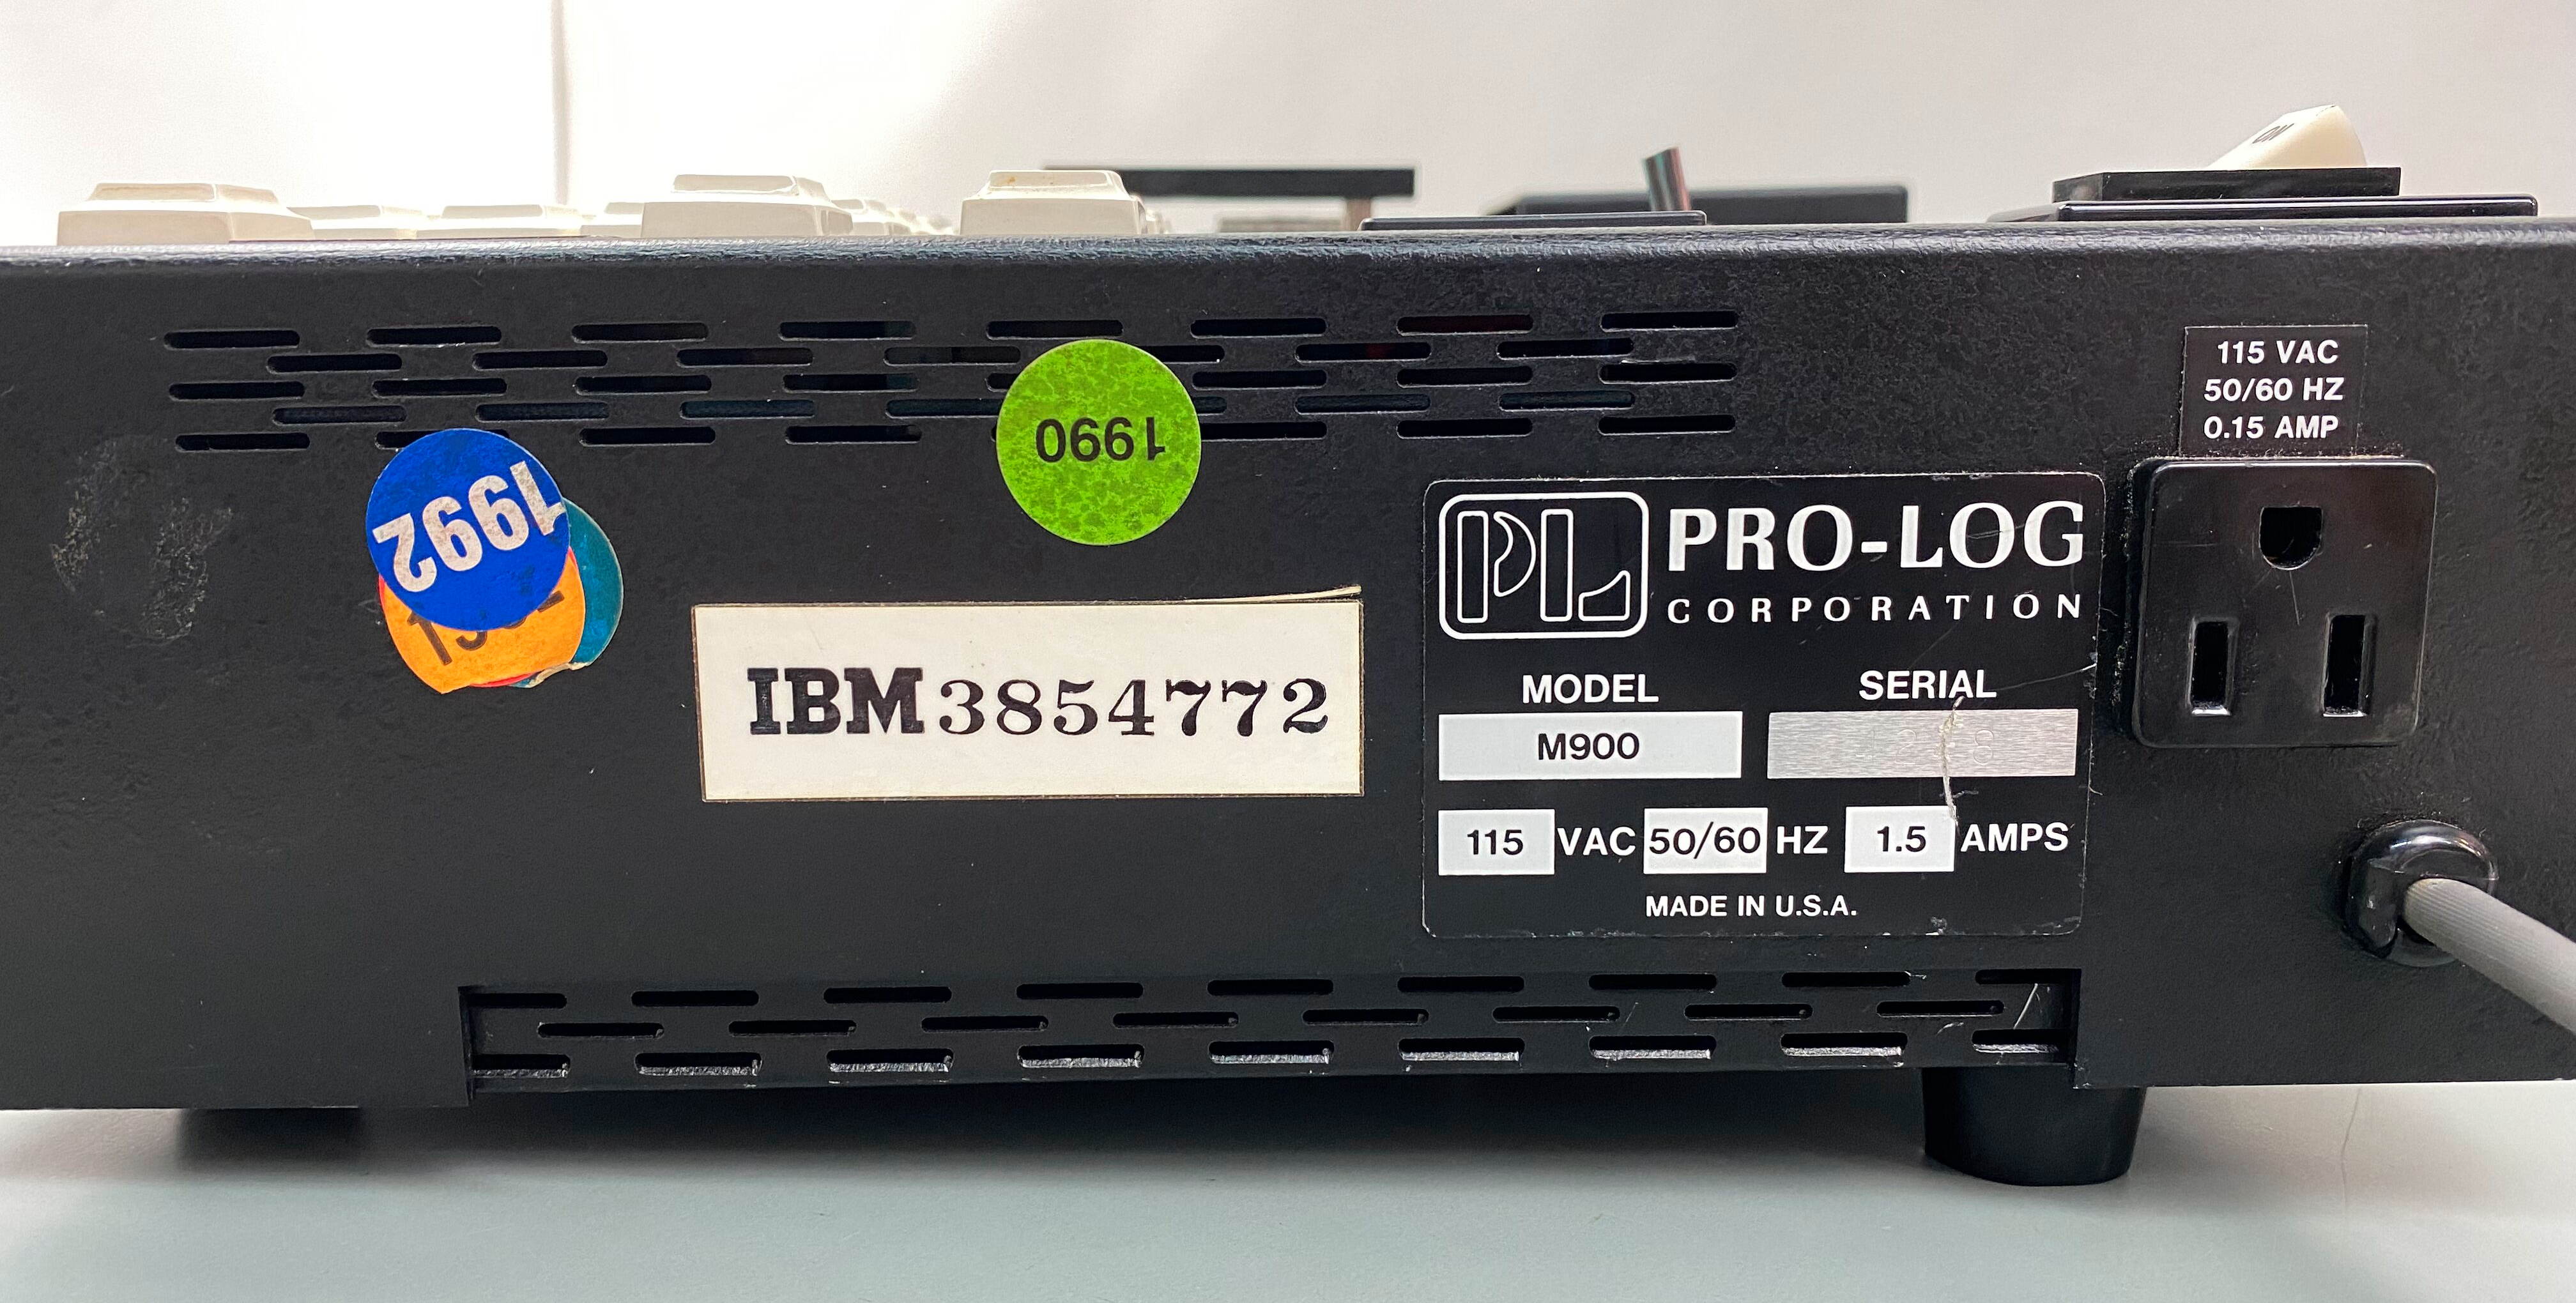 ON
115 VAC
50/60 HZ
0.15 AMP
1990
1992
PL
PRO-LOG
CORPORATION
IBM 3854772
MODEL
SERIAL
M900
115 VAC 50/60 HZ 1.5 AMPS
MADE IN U.S.A.